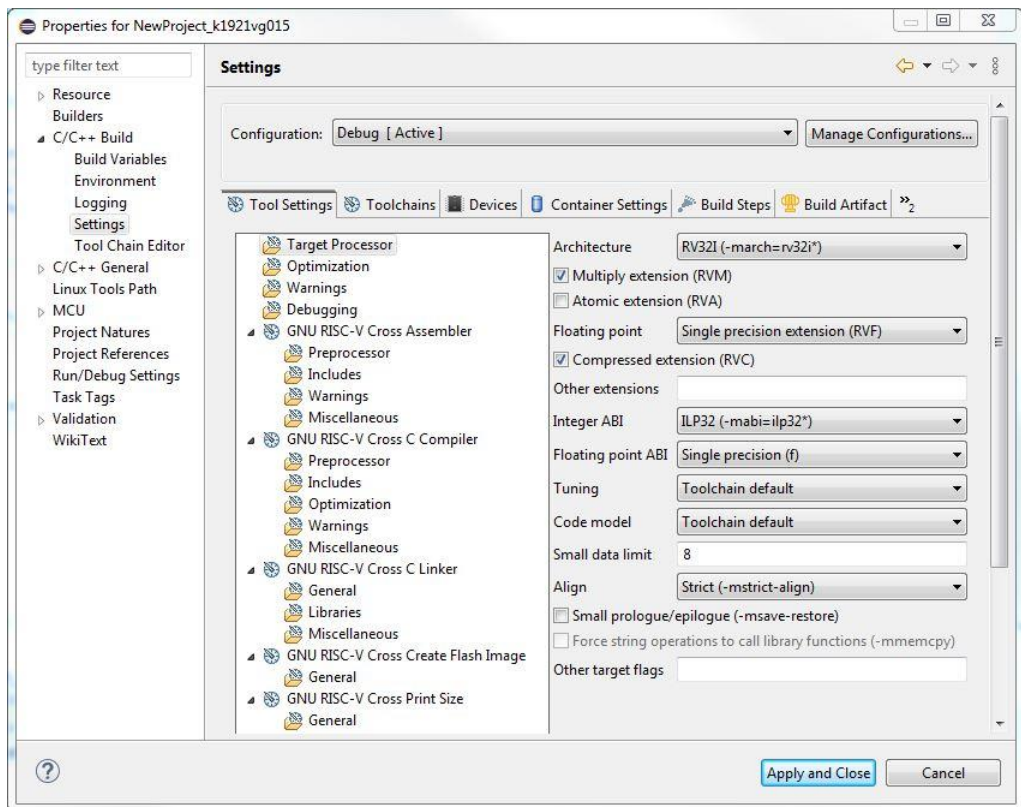 Properties for NewProject_k1921vg015
type filter text
Resource
Builders
C/C++ Build
Build Variables
Environment
Logging
Settings
Tool Chain Editor
C/C++ General
Linux Tools Path
MCU
Project Natures
Project References
Run/Debug Settings
Task Tags
Validation
WikiText
Settings
Configuration: Debug [ Active ] Manage Configurations...
Tool Settings Toolchains Devices Container Settings Build Steps Build Artifact »2
Target Processor
Optimization
Warnings
Debugging
GNU RISC-V Cross Assembler
Preprocessor
Includes
Warnings
Miscellaneous
GNU RISC-V Cross C Compiler
Preprocessor
Includes
Optimization
Warnings
Miscellaneous
GNU RISC-V Cross C Linker
General
Libraries
Miscellaneous
GNU RISC-V Cross Create Flash Image
General
GNU RISC-V Cross Print Size
General
Architecture RV32I (-march=rv32i*)
Multiply extension (RVM)
Atomic extension (RVA)
Floating point Single precision extension (RVF)
Compressed extension (RVC)
Other extensions
Integer ABI ILP32 (-mabi=ilp32*)
Floating point ABI Single precision (f)
Tuning Toolchain default
Code model Toolchain default
Small data limit 8
Align Strict (-mstrict-align)
Small prologue/epilogue (-msave-restore)
Force string operations to call library functions (-mmemcpy)
Other target flags
? Apply and Close Cancel